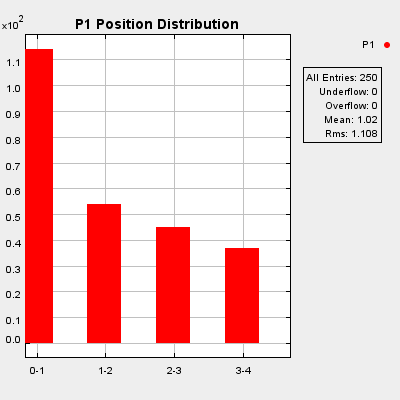 x10^2
P1 Position Distribution
P1
All Entries: 250
Underflow: 0
Overflow: 0
Mean: 1.02
Rms: 1.108
1.1
1.0
0.9
0.8
0.7
0.6
0.5
0.4
0.3
0.2
0.1
0.0
0-1 1-2 2-3 3-4